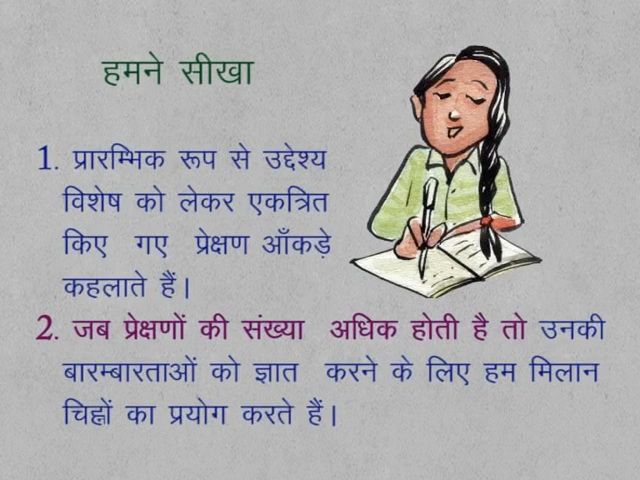 हमने सीखा
1. प्रारम्भिक रूप से उद्देश्य
विशेष को लेकर एकत्रित
किए गए प्रेक्षण आँकड़े
कहलाते हैं।
2. जब प्रेक्षणों की संख्या अधिक होती है तो उनकी
बारम्बारताओं को ज्ञात करने के लिए हम मिलान
चिह्नों का प्रयोग करते हैं।